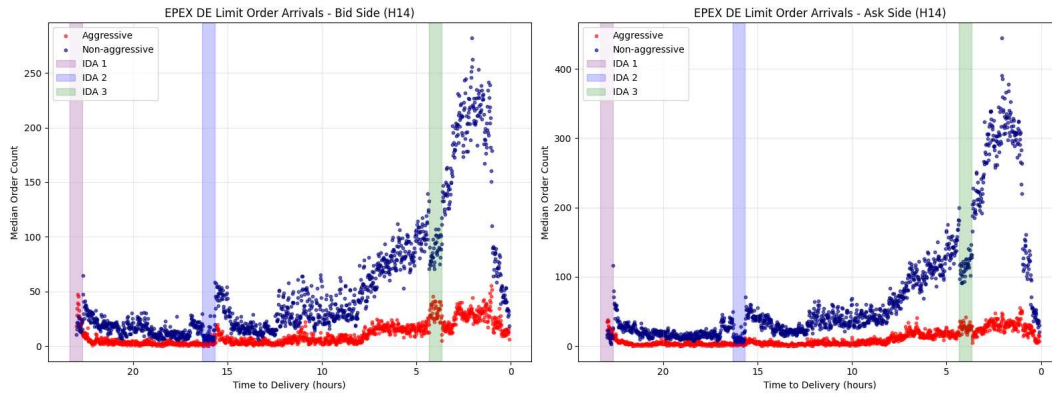 EPEX DE Limit Order Arrivals - Bid Side (H14)
Aggressive
Non-aggressive
IDA 1
IDA 2
IDA 3
250
200
150
100
50
0
Median Order Count
20
15
10
5
0
Time to Delivery (hours)
EPEX DE Limit Order Arrivals - Ask Side (H14)
Aggressive
Non-aggressive
IDA 1
IDA 2
IDA 3
400
300
200
100
0
Median Order Count
20
15
10
5
0
Time to Delivery (hours)